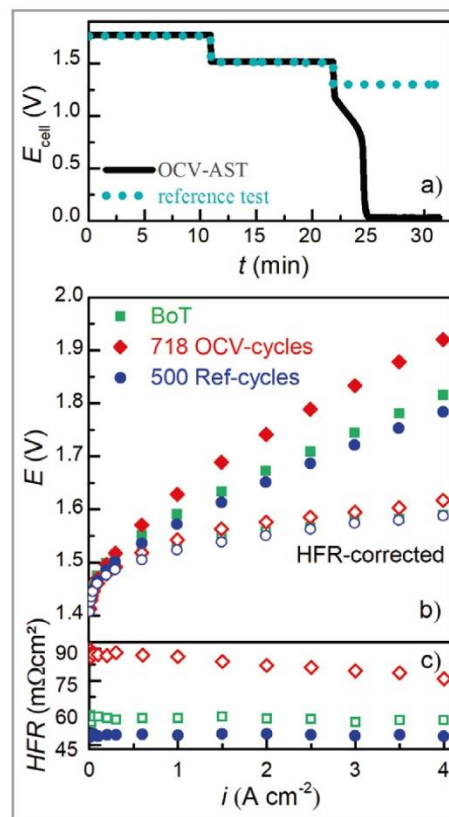 1.5
1.0
0.5
0.0
E_cell (V)
OCV-AST
reference test
a)
0 5 10 15 20 25 30
t (min)
2.0
1.9
1.8
1.7
1.6
1.5
1.4
E (V)
BoT
718 OCV-cycles
500 Ref-cycles
HFR-corrected
b)
90
75
60
45
HFR (mΩcm²)
c)
0 1 2 3 4
i (A cm⁻²)